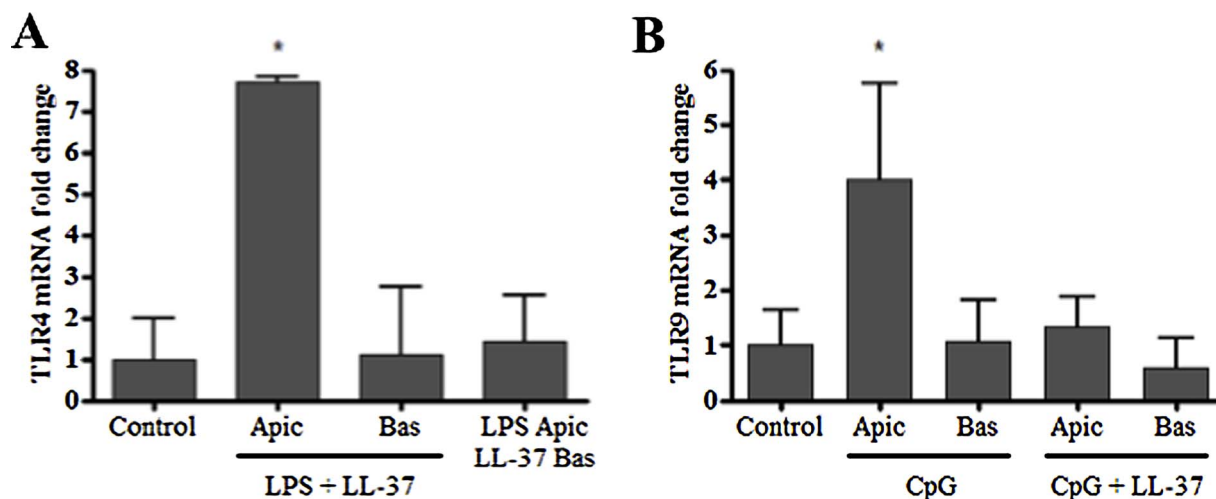 A
*
TLR4 mRNA fold change
8
7
6
5
4
3
2
1
0
Control
Apic
Bas
LPS Apic
LL-37 Bas
LPS + LL-37
B
*
TLR9 mRNA fold change
6
5
4
3
2
1
0
Control
Apic
Bas
Apic
Bas
CpG
CpG + LL-37